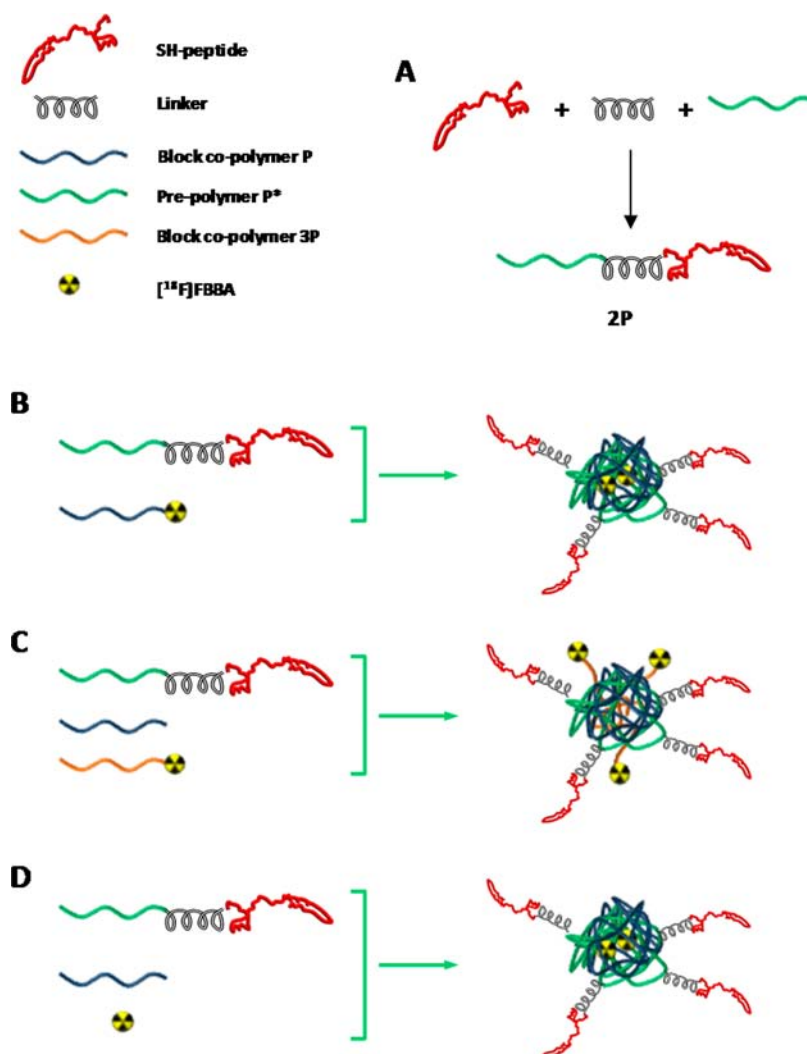 SH-peptide
Linker
Block co-polymer P
Pre-polymer P*
Block co-polymer 3P
[¹⁸F]FBBA
A
+ +
2P
B
C
D